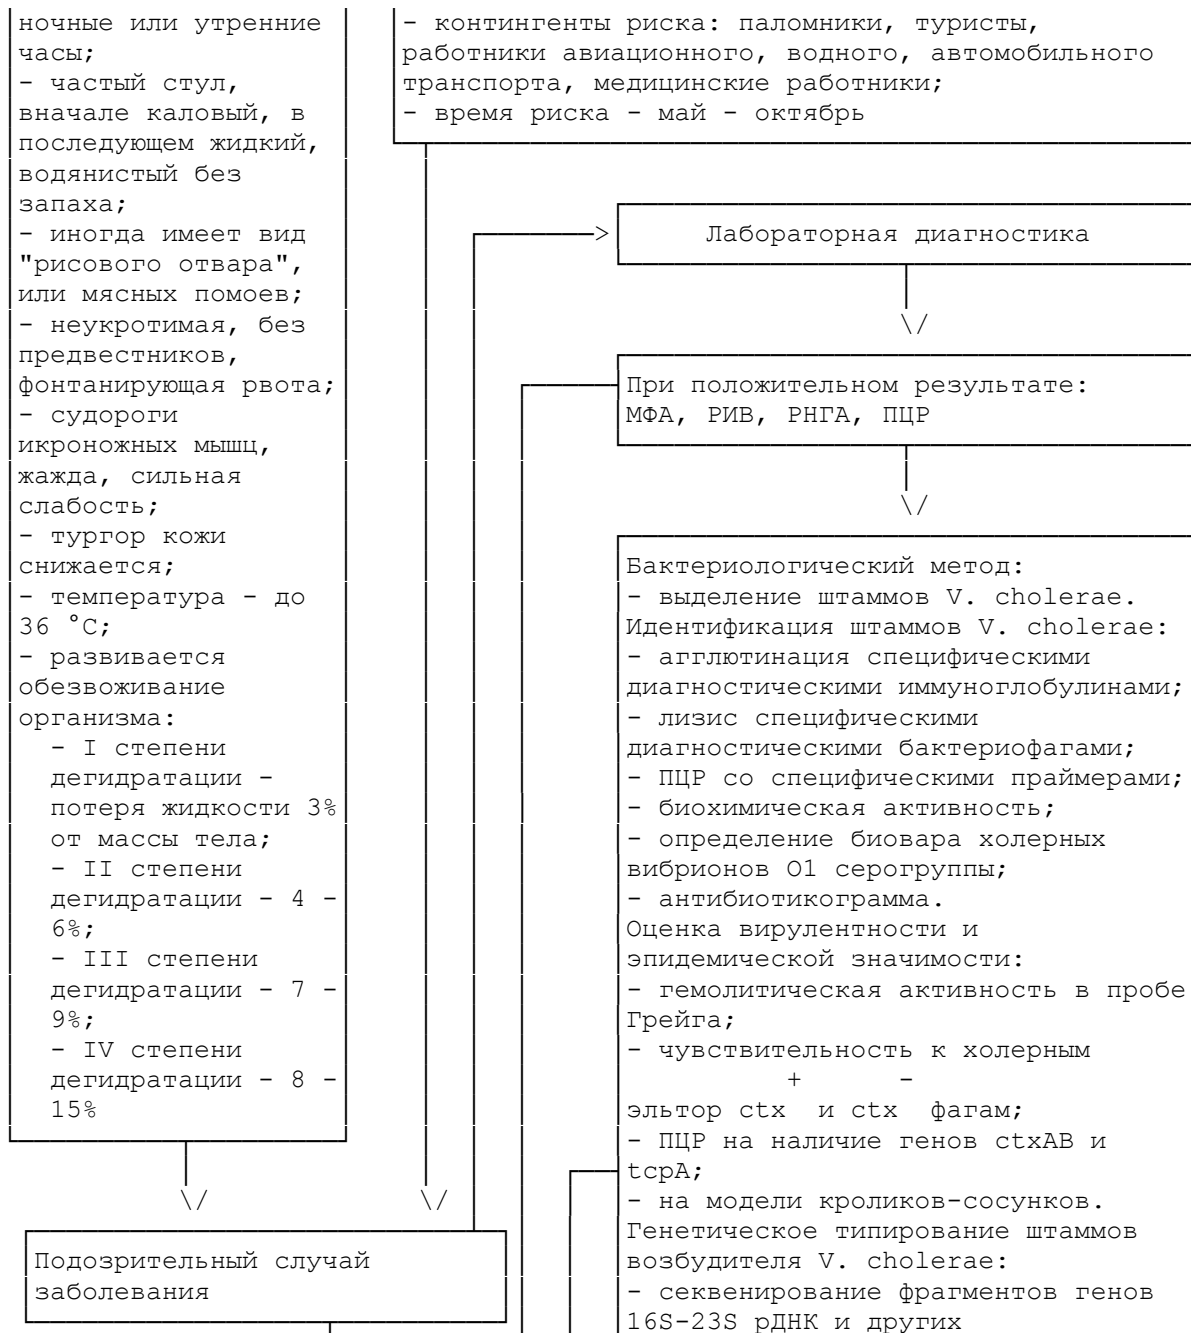 ночные или утренние
часы;
- частый стул,
вначале каловый, в
последующем жидкий,
водянистый без
запаха;
- иногда имеет вид
"рисового отвара",
или мясных помоев;
- неукротимая, без
предвестников,
фонтанирующая рвота;
- судороги
икроножных мышц,
жажда, сильная
слабость;
- тургор кожи
снижается;
- температура - до
36 °C;
- развивается
обезвоживание
организма:
- I степени
дегидратации -
потеря жидкости 3%
от массы тела;
- II степени
дегидратации - 4 -
6%;
- III степени
дегидратации - 7 -
9%;
- IV степени
дегидратации - 8 -
15%
- контингенты риска: паломники, туристы,
работники авиационного, водного, автомобильного
транспорта, медицинские работники;
- время риска - май - октябрь
Подозрительный случай
заболевания
Лабораторная диагностика
При положительном результате:
МФА, РИВ, РНГА, ПЦР
Бактериологический метод:
- выделение штаммов V. cholerae.
Идентификация штаммов V. cholerae:
- агглютинация специфическими
диагностическими иммуноглобулинами;
- лизис специфическими
диагностическими бактериофагами;
- ПЦР со специфическими праймерами;
- биохимическая активность;
- определение биовара холерных
вибрионов О1 серогруппы;
- антибиотикограмма.
Оценка вирулентности и
эпидемической значимости:
- гемолитическая активность в пробе
Грейга;
- чувствительность к холерным
+ -
эльтор ctx и ctx фагам;
- ПЦР на наличие генов ctxAB и
tcpA;
- на модели кроликов-сосунков.
Генетическое типирование штаммов
возбудителя V. cholerae:
- секвенирование фрагментов генов
16S-23S рДНК и других